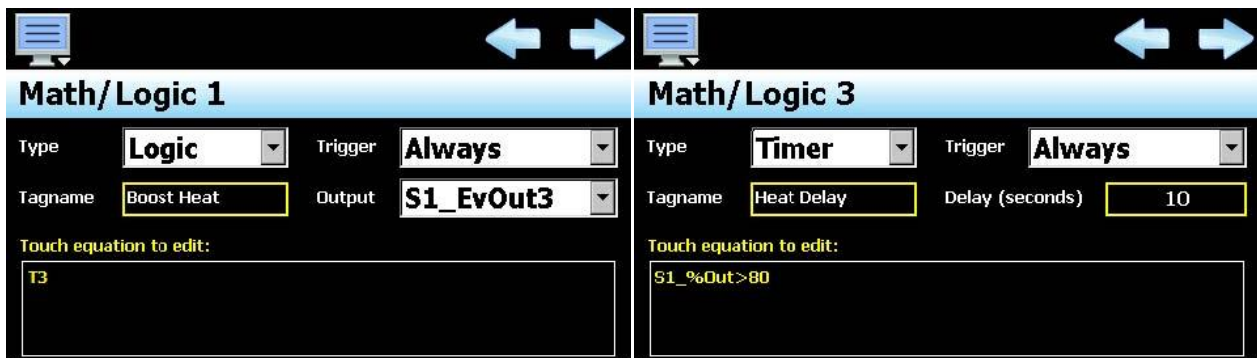 Math/Logic 1
Type Logic Trigger Always
Tagname Boost Heat Output S1_EvOut3
Touch equation to edit:
T3
Math/Logic 3
Type Timer Trigger Always
Tagname Heat Delay Delay (seconds) 10
Touch equation to edit:
S1_%Out>80